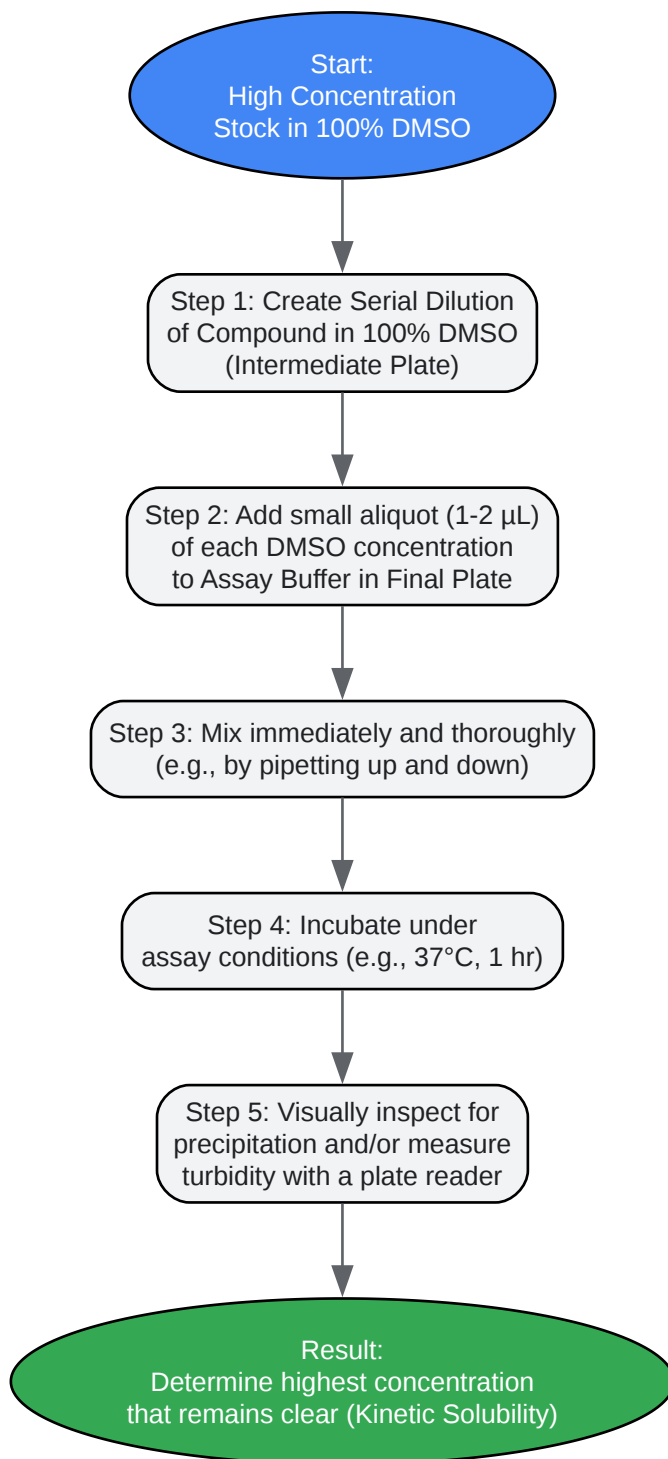 Start:
High Concentration
Stock in 100% DMSO
Step 1: Create Serial Dilution
of Compound in 100% DMSO
(Intermediate Plate)
Step 2: Add small aliquot (1-2 µL)
of each DMSO concentration
to Assay Buffer in Final Plate
Step 3: Mix immediately and thoroughly
(e.g., by pipetting up and down)
Step 4: Incubate under
assay conditions (e.g., 37°C, 1 hr)
Step 5: Visually inspect for
precipitation and/or measure
turbidity with a plate reader
Result:
Determine highest concentration
that remains clear (Kinetic Solubility)